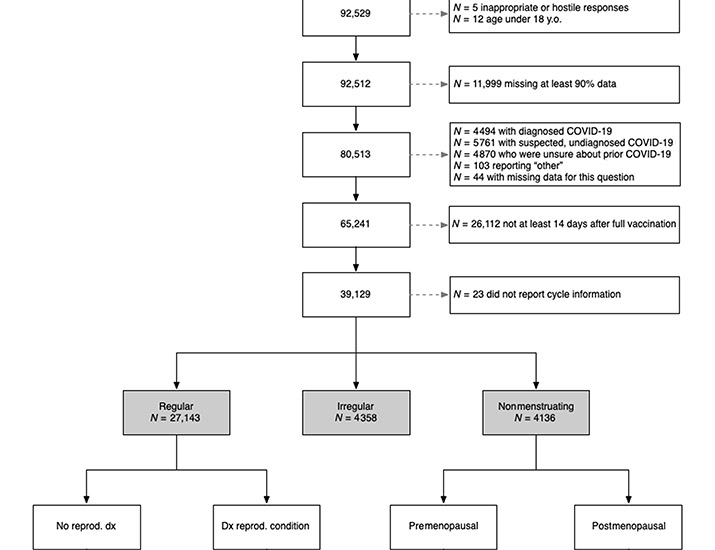 92,529
N = 5 inappropriate or hostile responses
N = 12 age under 18 y.o.
92,512
N = 11,999 missing at least 90% data
80,513
N = 4494 with diagnosed COVID-19
N = 5761 with suspected, undiagnosed COVID-19
N = 4870 who were unsure about prior COVID-19
N = 103 reporting “other”
N = 44 with missing data for this question
65,241
N = 26,112 not at least 14 days after full vaccination
39,129
N = 23 did not report cycle information
Regular
N = 27,143
Irregular
N = 4358
Nonmenstruating
N = 4136
No reprod. dx
Dx reprod. condition
Premenopausal
Postmenopausal